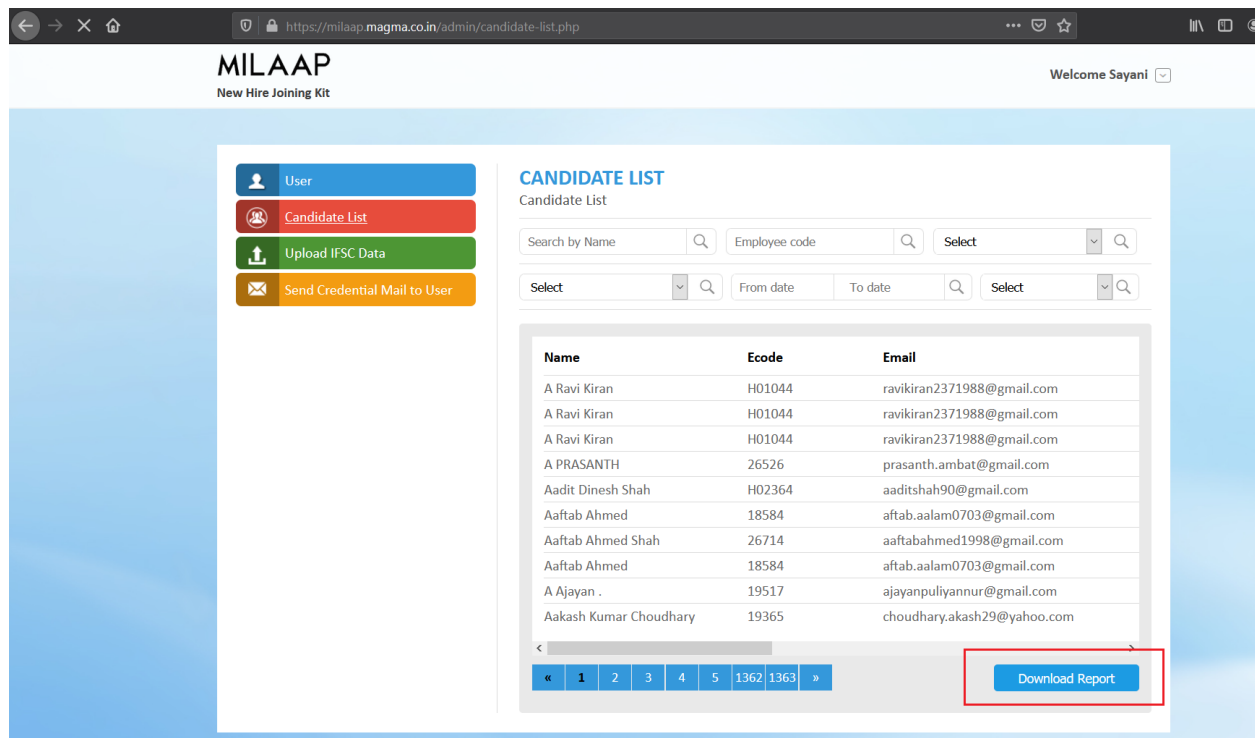 https://milaap.magma.co.in/admin/candidate-list.php
MILAAP
New Hire Joining Kit
Welcome Sayani
User
Candidate List
Upload IFSC Data
Send Credential Mail to User
CANDIDATE LIST
Candidate List
Search by Name Employee code Select
Select From date To date Select
Name Ecode Email
A Ravi Kiran H01044 ravikiran2371988@gmail.com
A Ravi Kiran H01044 ravikiran2371988@gmail.com
A Ravi Kiran H01044 ravikiran2371988@gmail.com
A PRASANTH 26526 prasanth.ambat@gmail.com
Aadit Dinesh Shah H02364 aaditshah90@gmail.com
Aaftab Ahmed 18584 aftab.aalam0703@gmail.com
Aaftab Ahmed Shah 26714 aaftabahmed1998@gmail.com
Aaftab Ahmed 18584 aftab.aalam0703@gmail.com
A Ajayan . 19517 ajayanpuliyannur@gmail.com
Aakash Kumar Choudhary 19365 choudhary.akash29@yahoo.com
« 1 2 3 4 5 1362 1363 » Download Report